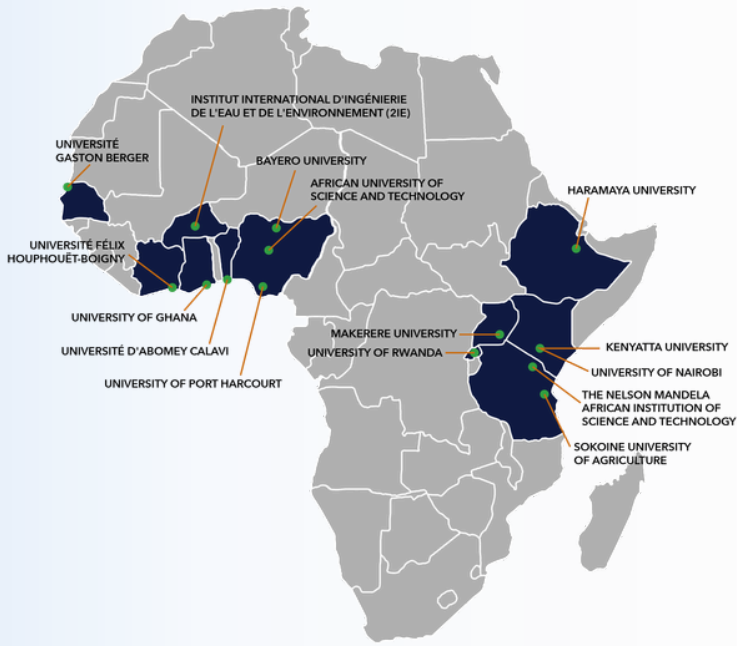 INSTITUT INTERNATIONAL D'INGÉNIERIE
DE L'EAU ET DE L'ENVIRONNEMENT (2IE)
UNIVERSITÉ
GASTON BERGER
BAYERO UNIVERSITY
AFRICAN UNIVERSITY OF
SCIENCE AND TECHNOLOGY
HARAMAYA UNIVERSITY
UNIVERSITÉ FÉLIX
HOUPHOUËT-BOIGNY
UNIVERSITY OF GHANA
UNIVERSITÉ D'ABOMEY CALAVI
UNIVERSITY OF PORT HARCOURT
MAKERERE UNIVERSITY
UNIVERSITY OF RWANDA
KENYATTA UNIVERSITY
UNIVERSITY OF NAIROBI
THE NELSON MANDELA
AFRICAN INSTITUTION OF
SCIENCE AND TECHNOLOGY
SOKOINE UNIVERSITY
OF AGRICULTURE